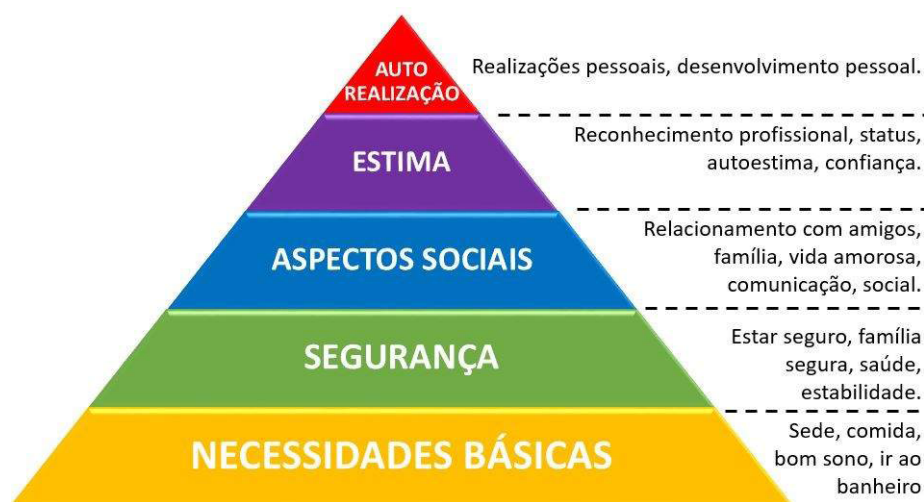 AUTO
REALIZAÇÃO
Realizações pessoais, desenvolvimento pessoal.
ESTIMA
Reconhecimento profissional, status,
autoestima, confiança.
ASPECTOS SOCIAIS
Relacionamento com amigos,
família, vida amorosa,
comunicação, social.
SEGURANÇA
Estar seguro, família
segura, saúde,
estabilidade.
NECESSIDADES BÁSICAS
Sede, comida,
bom sono, ir ao
banheiro